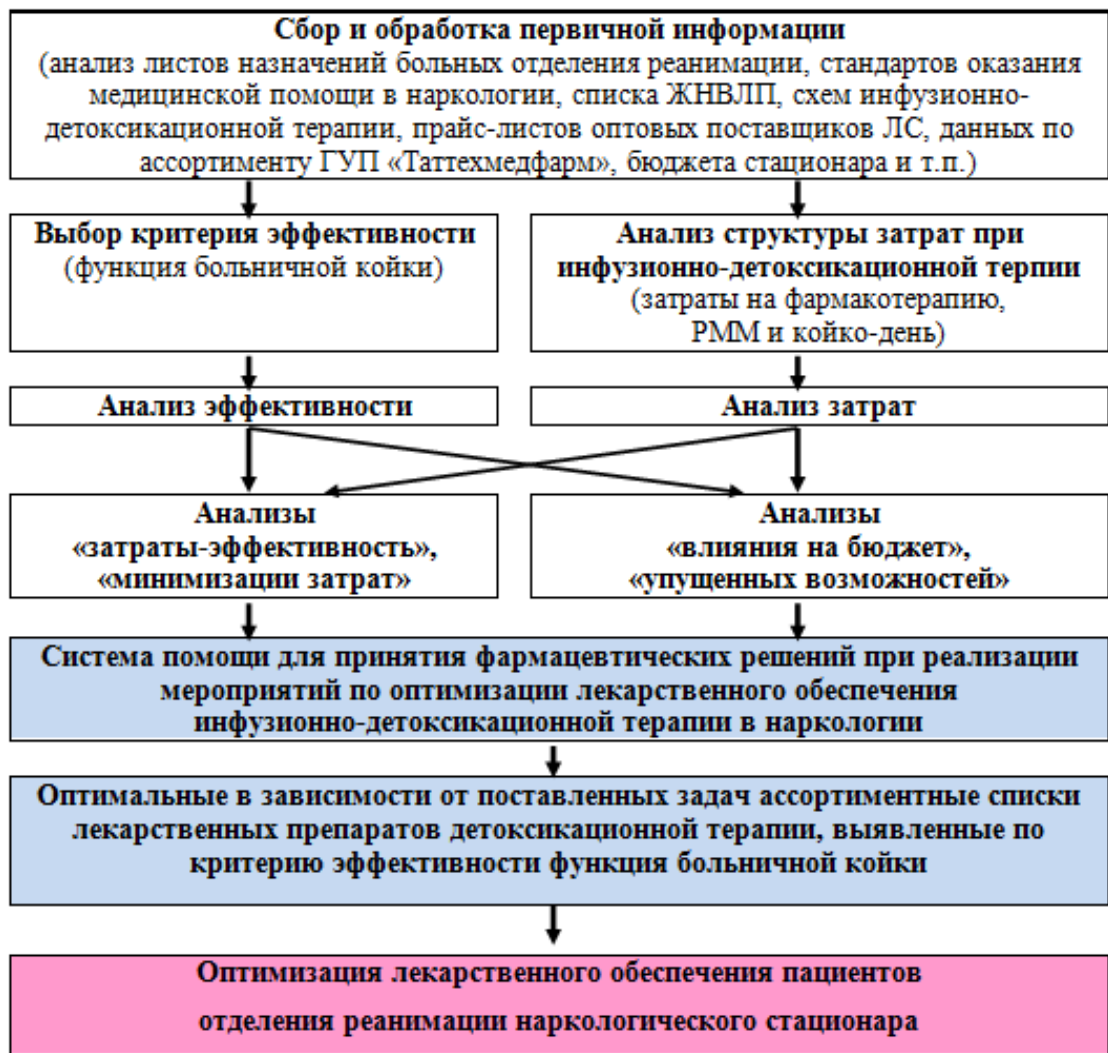 Сбор и обработка первичной информации
(анализ листов назначений больных отделения реанимации, стандартов оказания
медицинской помощи в наркологии, списка ЖНВЛП, схем инфузионно-
детоксикационной терапии, прайс-листов оптовых поставщиков ЛС, данных по
ассортименту ГУП «Таттехмедфарм», бюджета стационара и т.п.)
Выбор критерия эффективности
(функция больничной койки)
Анализ структуры затрат при
инфузионно-детоксикационной терпии
(затраты на фармакотерапию,
РММ и койко-день)
Анализ эффективности
Анализ затрат
Анализы
«затраты-эффективность»,
«минимизации затрат»
Анализы
«влияния на бюджет»,
«упущенных возможностей»
Система помощи для принятия фармацевтических решений при реализации
мероприятий по оптимизации лекарственного обеспечения
инфузионно-детоксикационной терапии в наркологии
Оптимальные в зависимости от поставленных задач ассортиментные списки
лекарственных препаратов детоксикационной терапии, выявленные по
критерию эффективности функция больничной койки
Оптимизация лекарственного обеспечения пациентов
отделения реанимации наркологического стационара